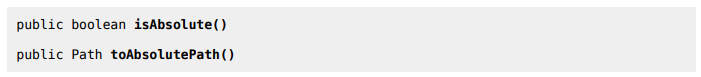 public boolean isAbsolute()
public Path toAbsolutePath()